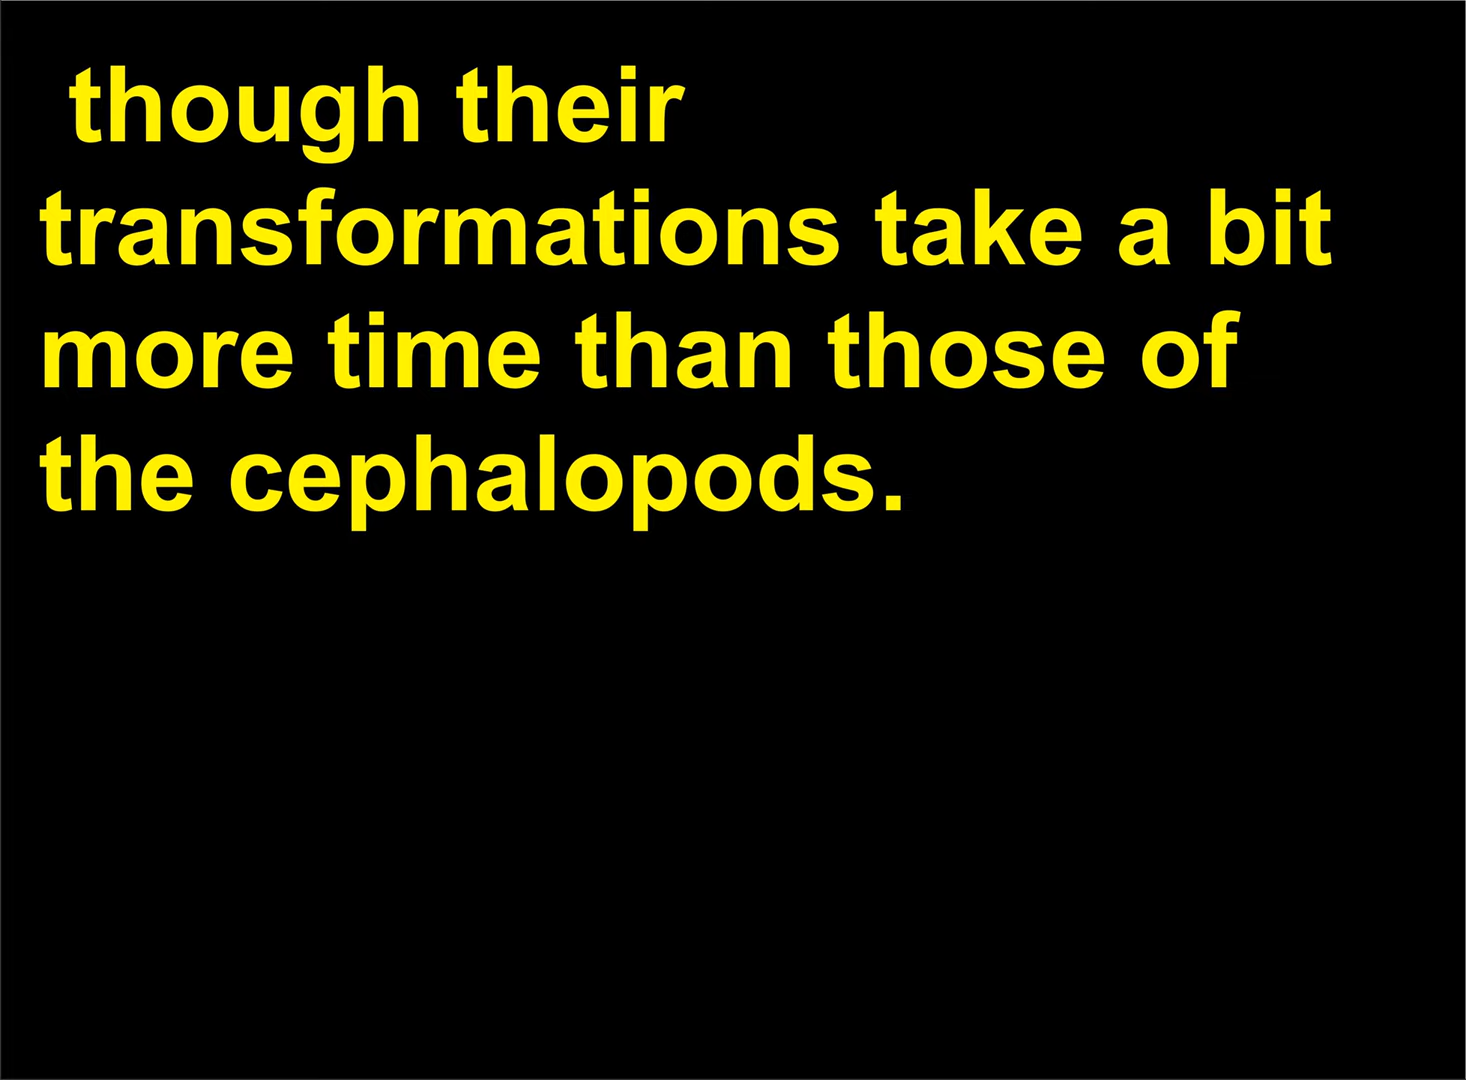 though their
transformations take a bit
more time than those of
the cephalopods.